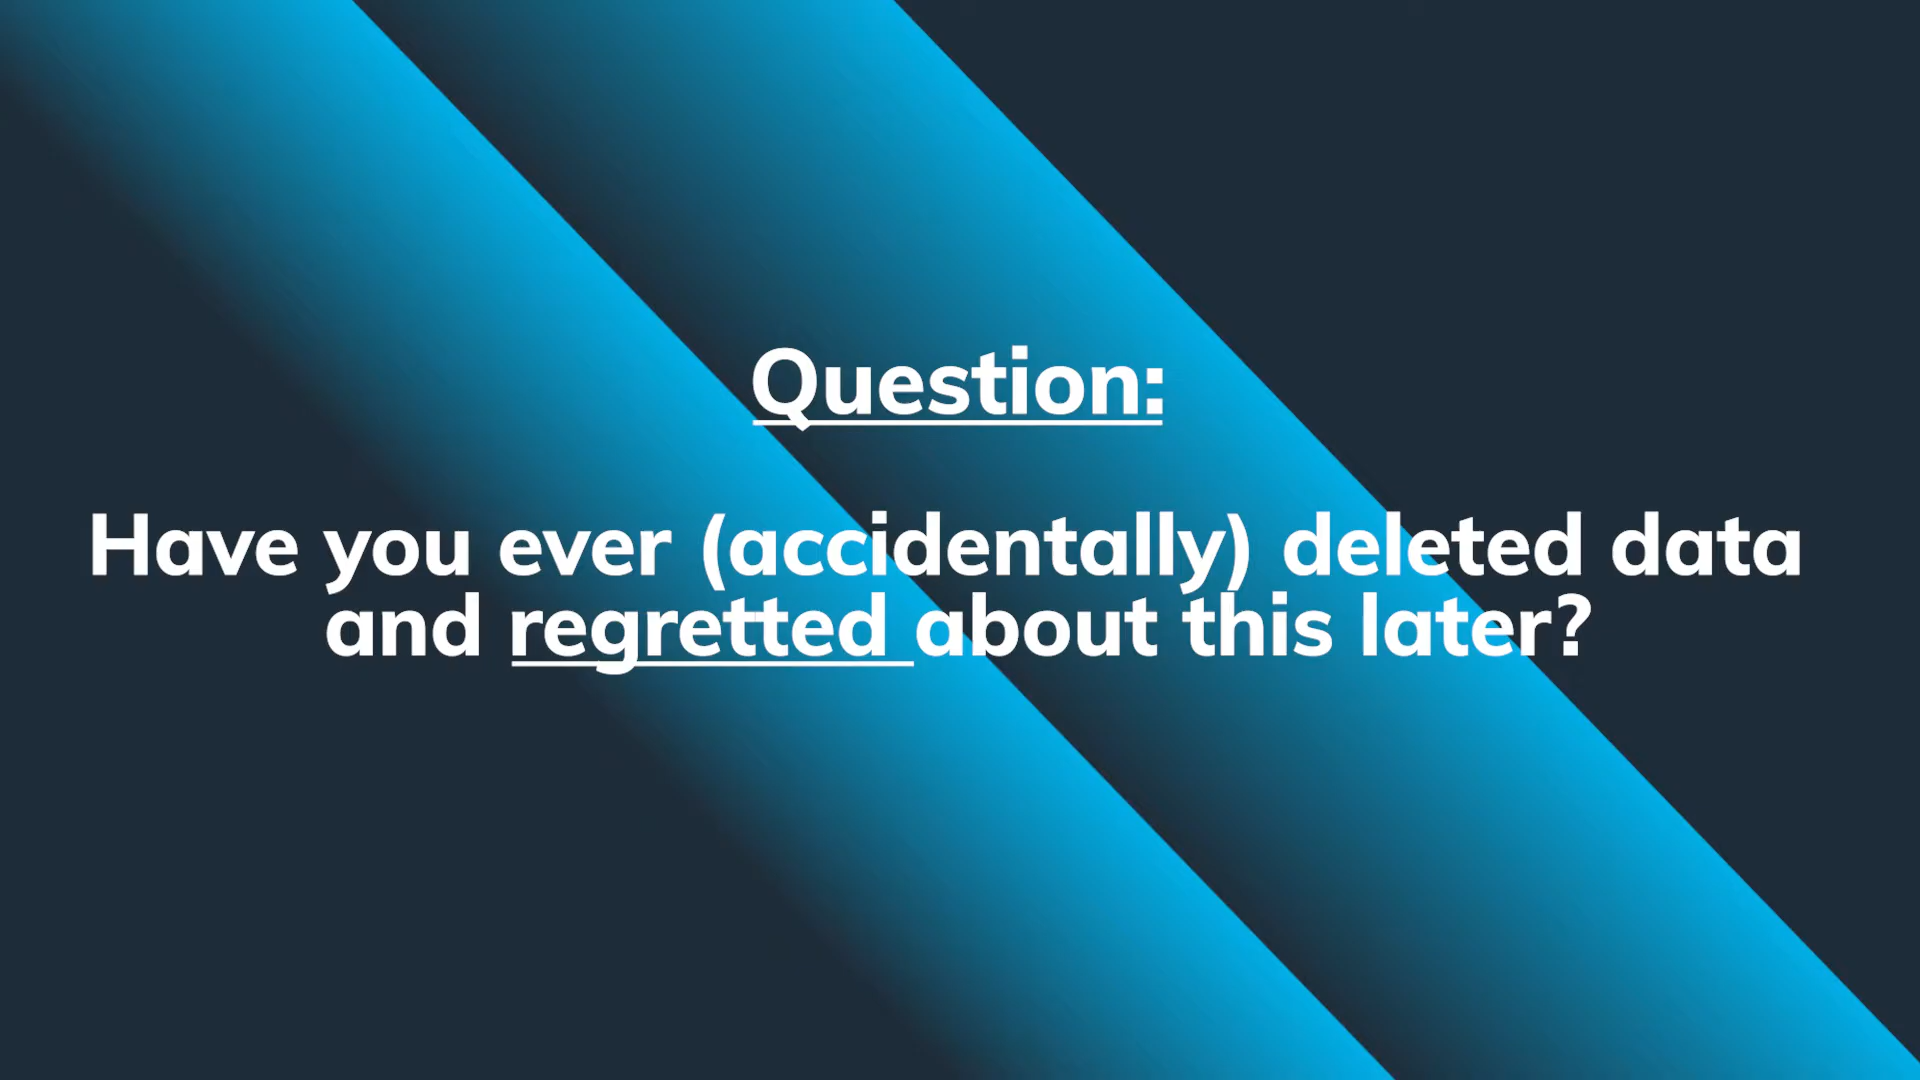 Question:
Have you ever (accidentally) deleted data
and regretted about this later?